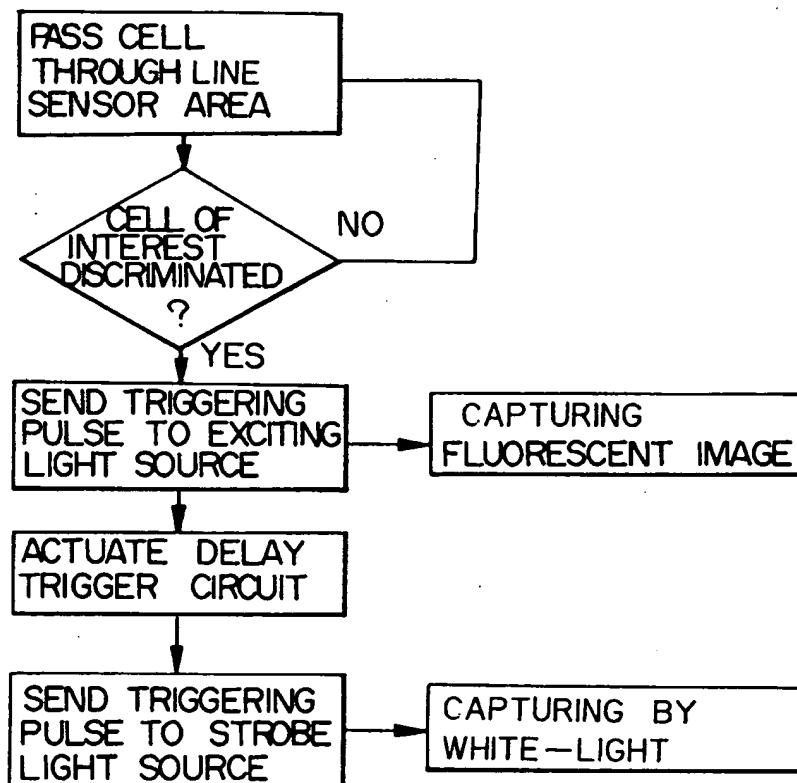 PASS CELL
THROUGH LINE
SENSOR AREA
CELL OF
INTEREST
DISCRIMINATED
?
NO
YES
SEND TRIGGERING
PULSE TO EXCITING
LIGHT SOURCE
CAPTURING
FLUORESCENT IMAGE
ACTUATE DELAY
TRIGGER CIRCUIT
SEND TRIGGERING
PULSE TO STROBE
LIGHT SOURCE
CAPTURING BY
WHITE-LIGHT